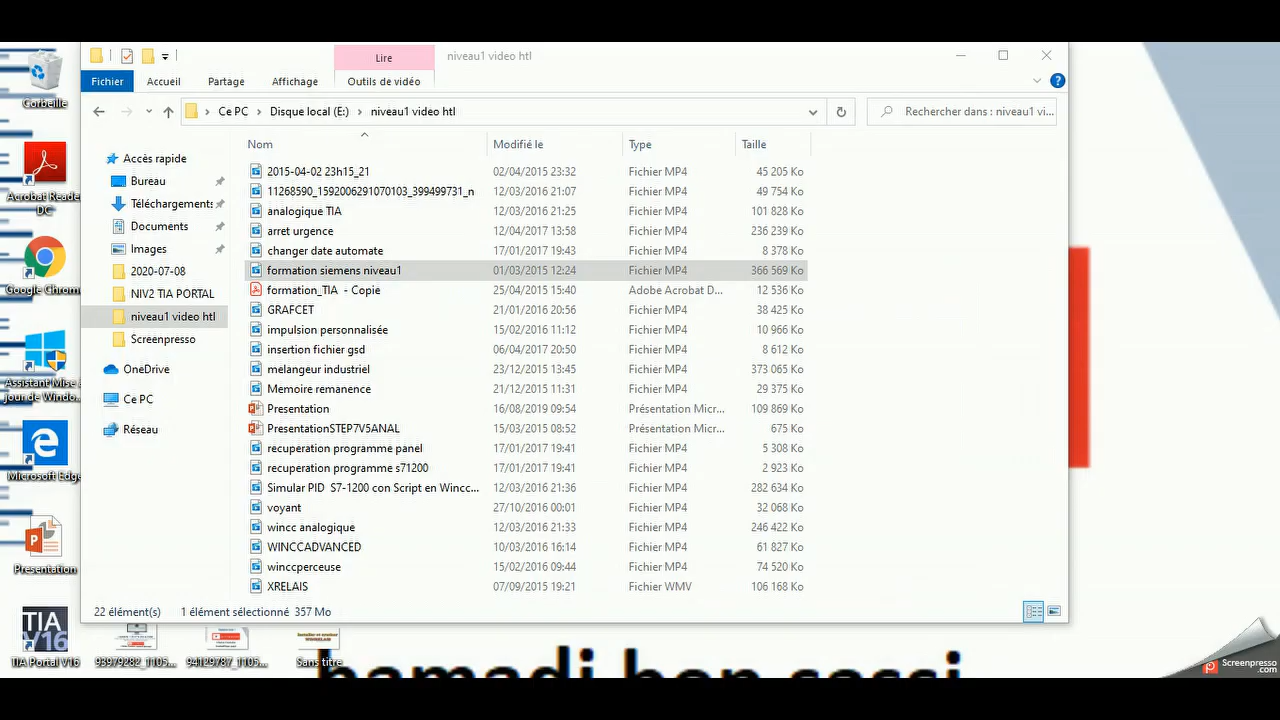 Lire
niveau1 video htl
Fichier
Accueil
Partage
Affichage
Outils de vidéo
Ce PC
Disque local (E:)
niveau1 video htl
Rechercher dans : niveau1 vi...
Nom
Modifié le
Type
Taille
2015-04-02 23h15_21 02/04/2015 23:32 Fichier MP4 45 205 Ko
11268590_1592006291070103_399499731_n 12/03/2016 21:07 Fichier MP4 49 754 Ko
analogique TIA 12/03/2016 21:25 Fichier MP4 101 828 Ko
arret urgence 12/04/2017 13:58 Fichier MP4 236 239 Ko
changer date automate 17/01/2017 19:43 Fichier MP4 8 378 Ko
formation siemens niveau1 01/03/2015 12:24 Fichier MP4 366 569 Ko
formation_TIA - Copie 25/04/2015 15:40 Adobe Acrobat D... 12 536 Ko
GRAFCET 21/01/2016 20:56 Fichier MP4 38 425 Ko
impulsion personnalisée 15/02/2016 11:12 Fichier MP4 10 966 Ko
insertion fichier gsd 06/04/2017 20:50 Fichier MP4 8 612 Ko
melangeur industriel 23/12/2015 13:45 Fichier MP4 373 065 Ko
Memoire remanence 21/12/2015 11:31 Fichier MP4 29 375 Ko
Presentation 16/08/2019 09:54 Présentation Micr... 109 869 Ko
PresentationSTEP7V5ANAL 15/03/2015 08:52 Présentation Micr... 675 Ko
recuperation programme panel 17/01/2017 19:41 Fichier MP4 5 308 Ko
recuperation programme s71200 17/01/2017 19:41 Fichier MP4 2 923 Ko
Simular PID S7-1200 con Script en Wincc... 12/03/2016 21:36 Fichier MP4 282 634 Ko
voyant 27/10/2016 00:01 Fichier MP4 32 068 Ko
wincc analogique 12/03/2016 21:33 Fichier MP4 246 422 Ko
WINCCADVANCED 10/03/2016 16:14 Fichier MP4 61 827 Ko
winccperceuse 15/02/2016 09:44 Fichier MP4 74 520 Ko
XRELAIS 07/09/2015 19:21 Fichier WMV 106 168 Ko
Accès rapide
Bureau
Téléchargements
Documents
Images
2020-07-08
NIV2 TIA PORTAL
niveau1 video htl
Screenpresso
OneDrive
Ce PC
Réseau
22 élément(s) 1 élément sélectionné 357 Mo
Corbeille
Acrobat Reader
DC
Google Chrom
Assistant Mise
jour de Windo...
Microsoft Edge
Presentation
TIA
V16
TIA Portal V16
93979282_1105...
94129787_1105...
Sans titre
hamadi hop sassi
Screenpresso
.com